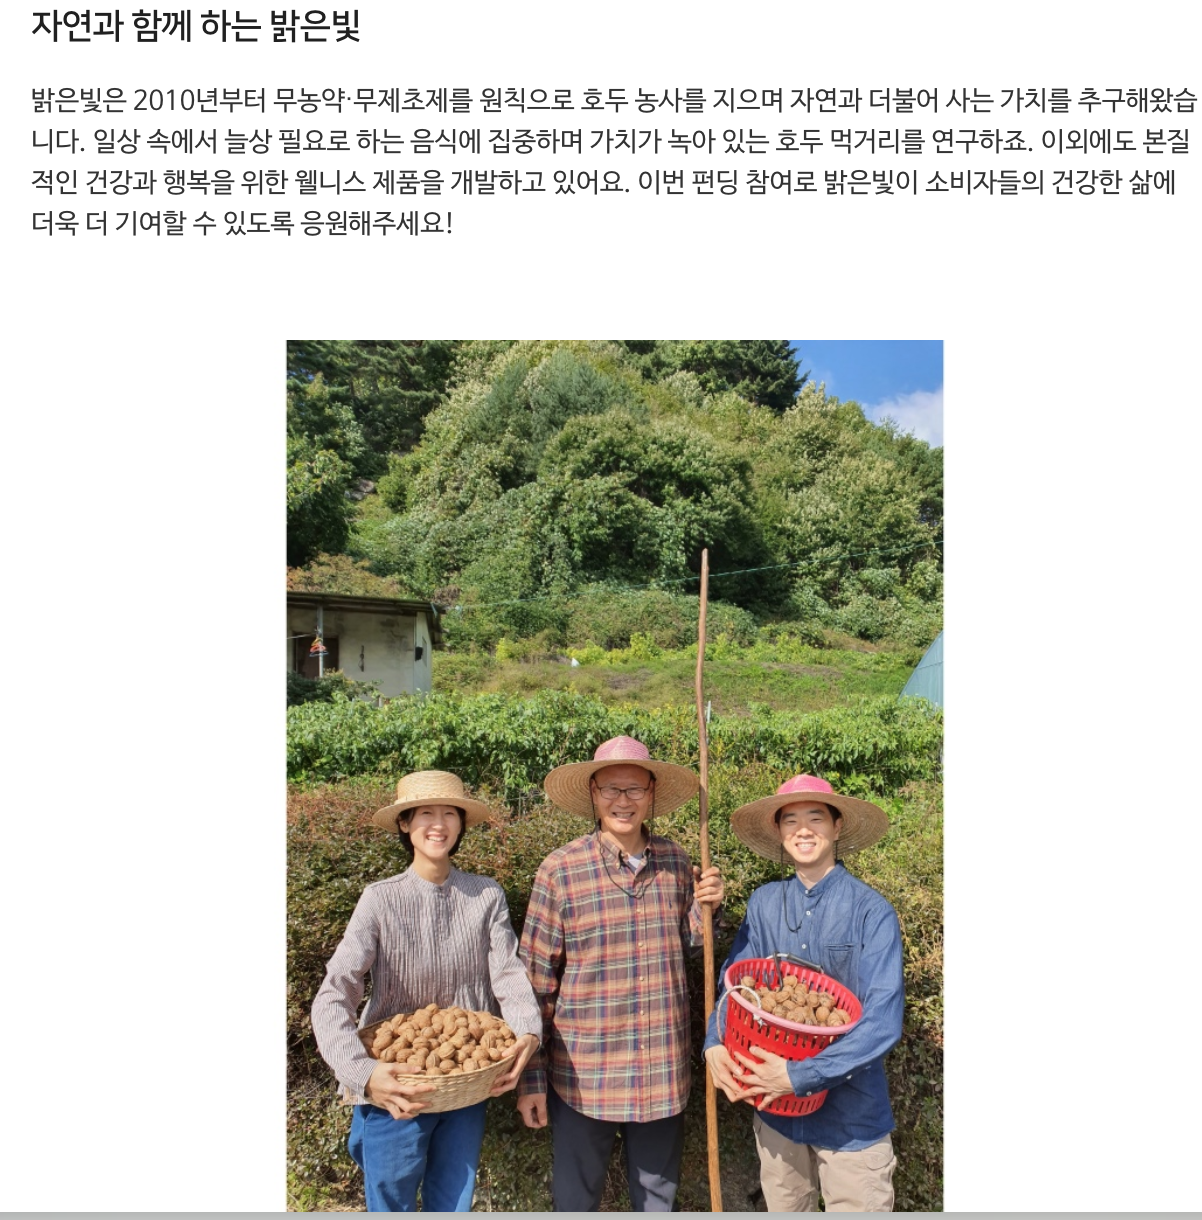 자연과 함께 하는 밝은빛
밝은빛은 2010년부터 무농약·무제초제를 원칙으로 호두 농사를 지으며 자연과 더불어 사는 가치를 추구해왔습
니다. 일상 속에서 늘상 필요로 하는 음식에 집중하며 가치가 녹아 있는 호두 먹거리를 연구하죠. 이외에도 본질
적인 건강과 행복을 위한 웰니스 제품을 개발하고 있어요. 이번 펀딩 참여로 밝은빛이 소비자들의 건강한 삶에
더욱 더 기여할 수 있도록 응원해주세요!